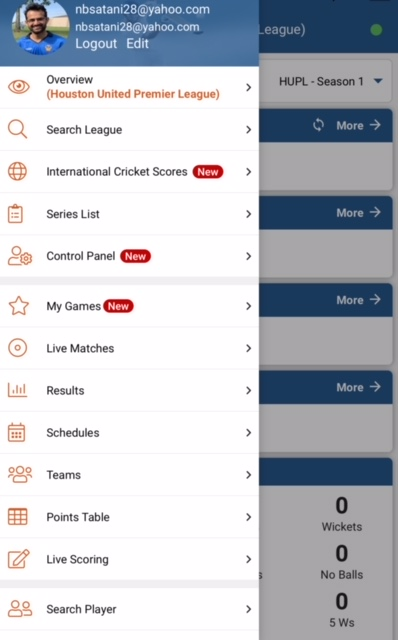 nbsatani28@yahoo.com
nbsatani28@yahoo.com
Logout Edit
League)
Overview
(Houston United Premier League)
HUPL - Season 1
Search League
More
International Cricket Scores New
Series List
More
Control Panel New
My Games New
More
Live Matches
Results
More
Schedules
Teams
Points Table
0
Wickets
Live Scoring
0
s
No Balls
Search Player
0
5 Ws